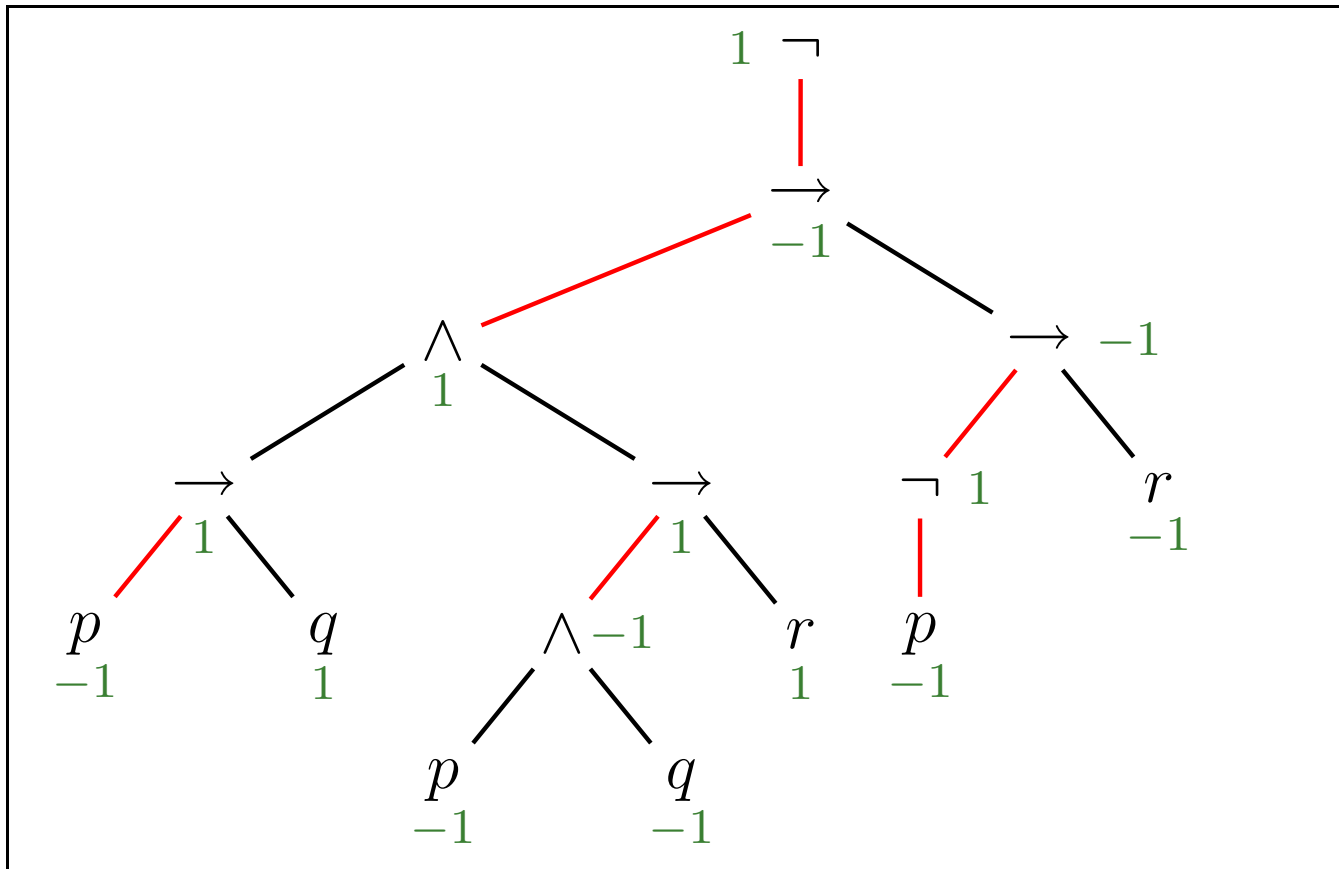 1 ¬
→
−1
∧ → −1
1
→ → ¬ 1 r
1 1 −1
p q ∧ −1 r p
−1 1 1 −1
p q
−1 −1